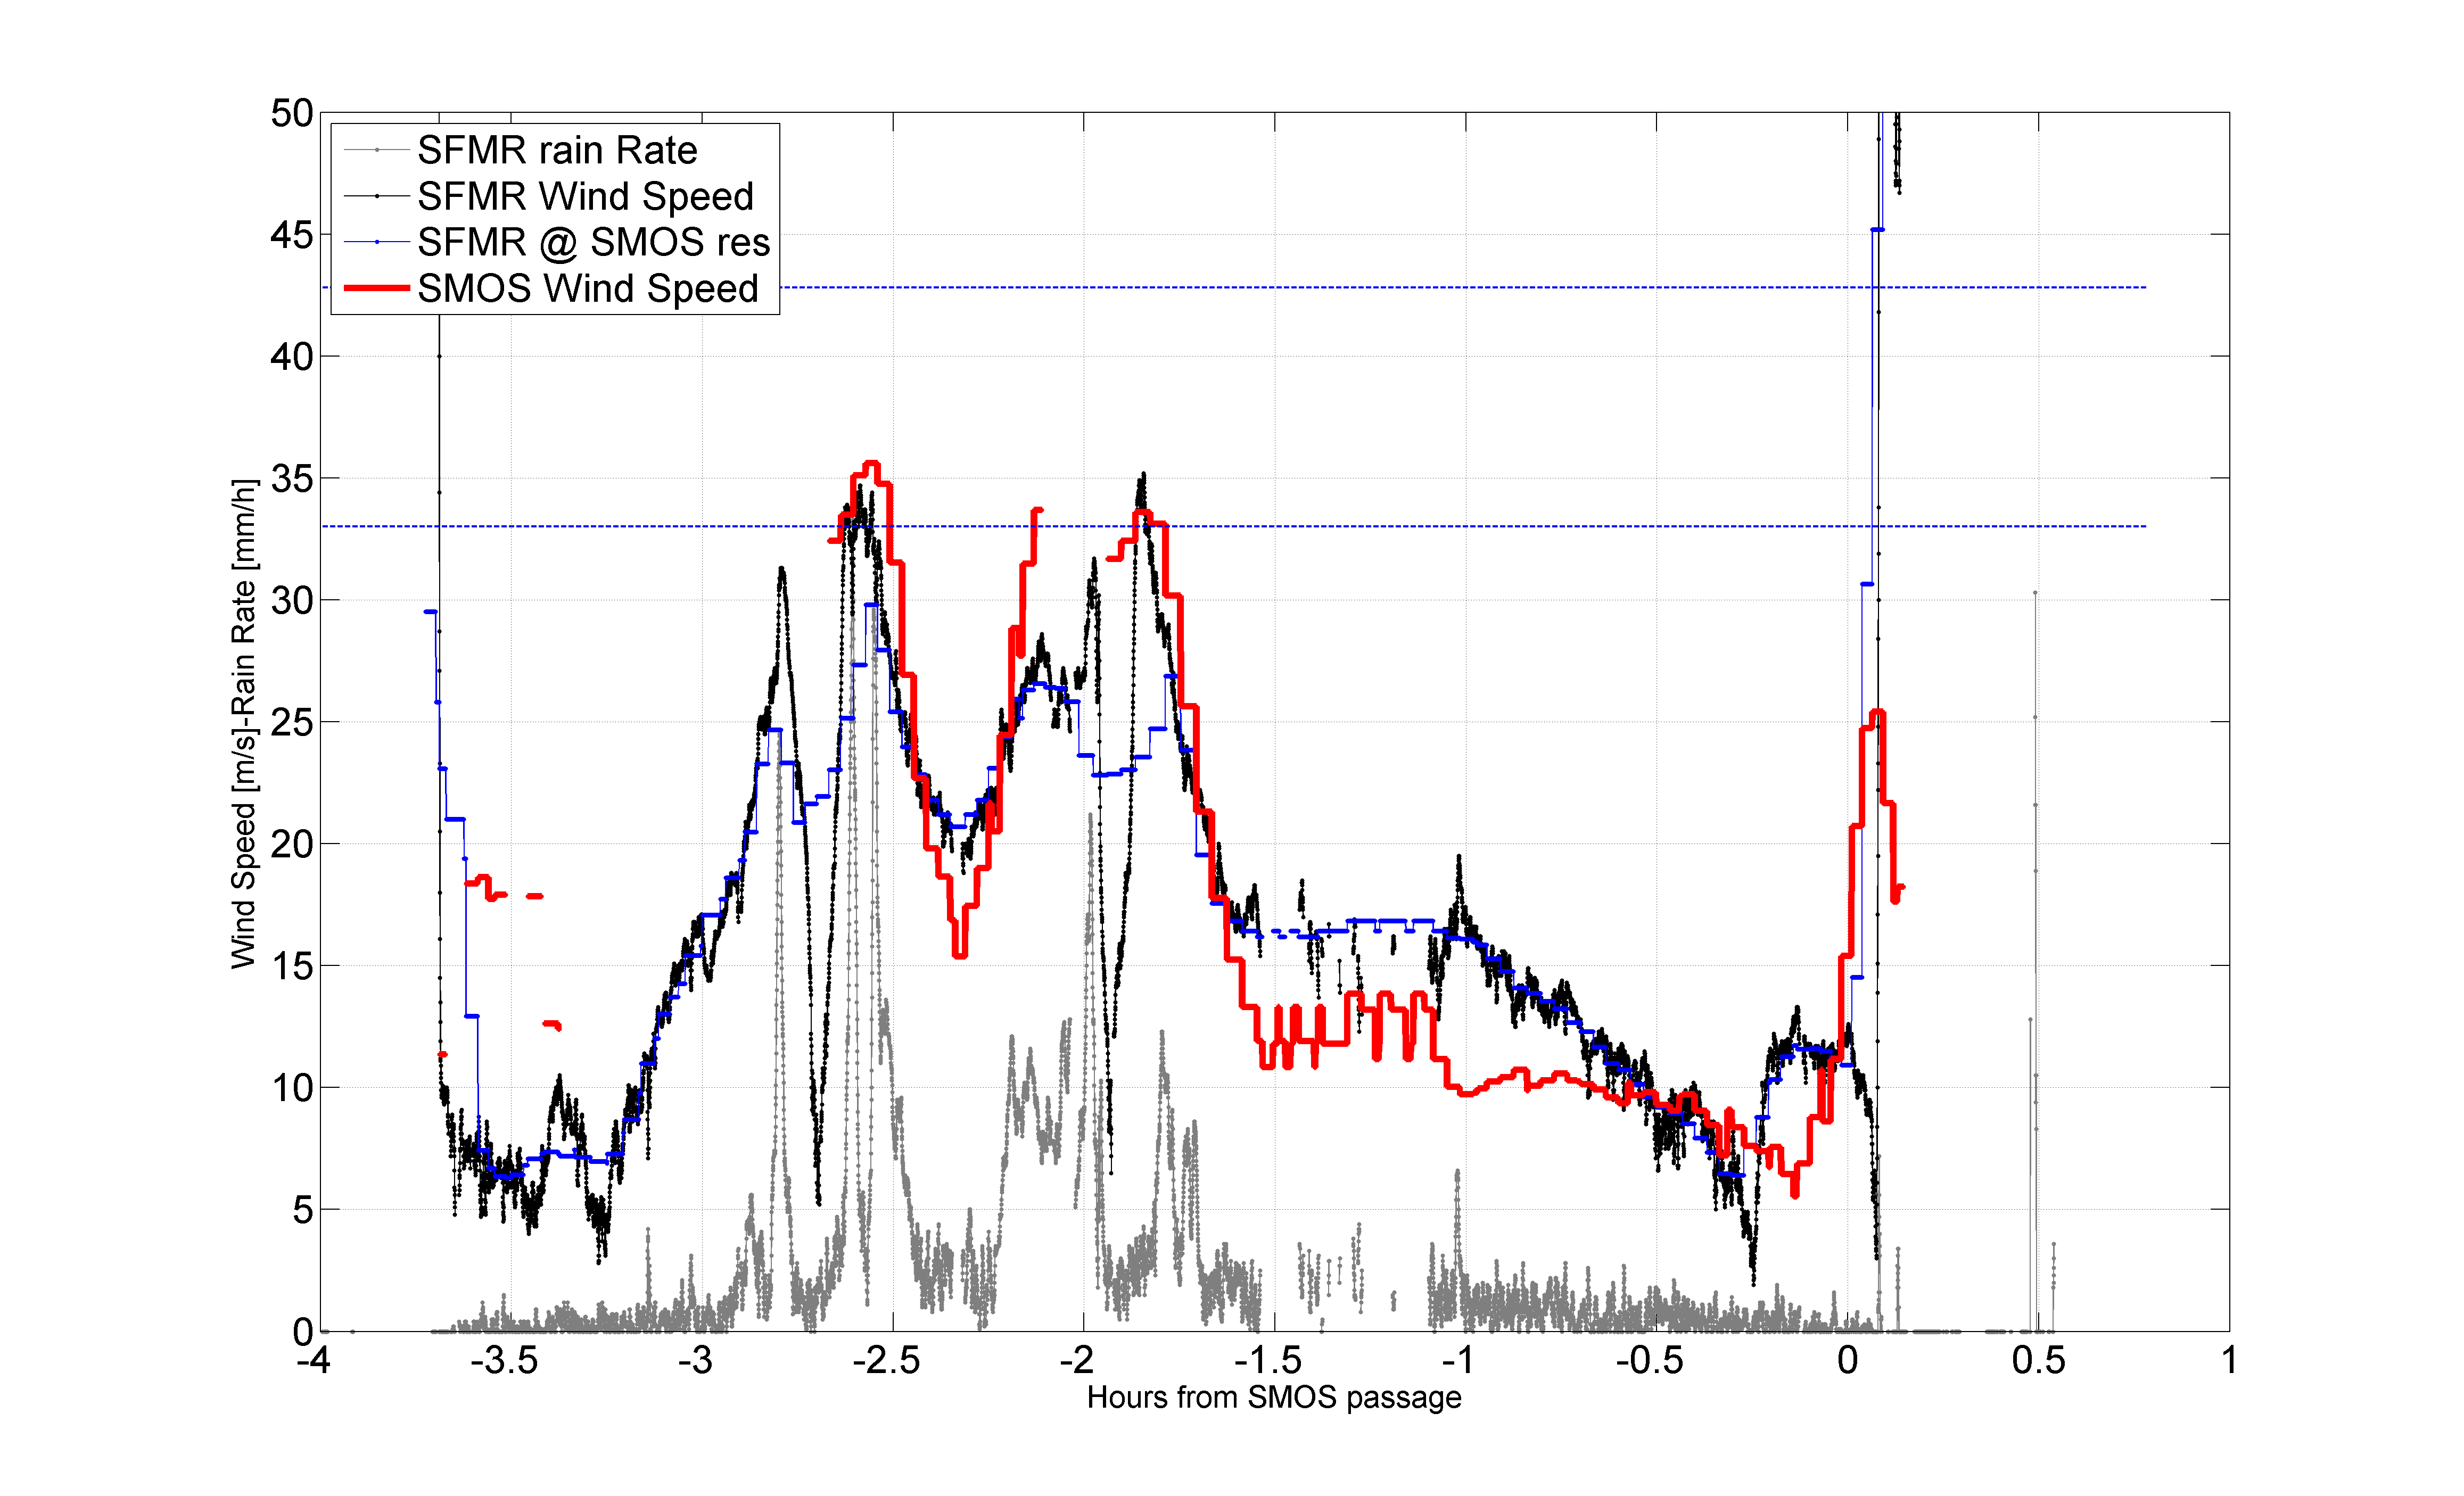 50
45
40
35
30
25
20
15
10
5
0
Wind Speed [m/s]-Rain Rate [mm/h]
SFMR rain Rate
SFMR Wind Speed
SFMR @ SMOS res
SMOS Wind Speed
-4 -3.5 -3 -2.5 -2 -1.5 -1 -0.5 0 0.5 1
Hours from SMOS passage